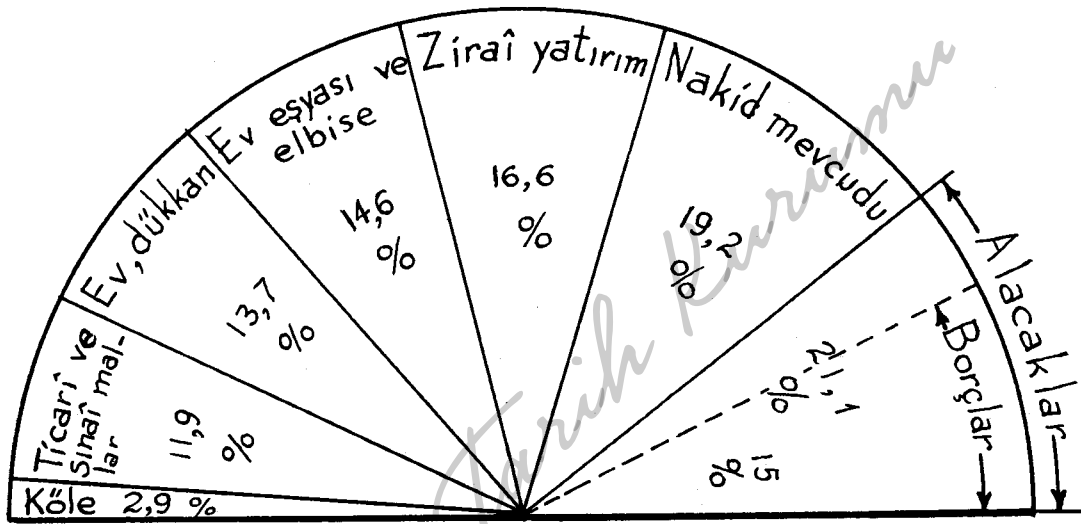 Köle 2,9 %
Ticarî ve
Sınaî mal-
lar
11,9
%
Ev, dükkan
13,7
%
Ev eşyası ve
elbise
14,6
%
Ziraî yatırım
16,6
%
Nakid mevcudu
19,2
%
Alacaklar
21,1
%
Borçlar
15
%
Tarih Kurumu